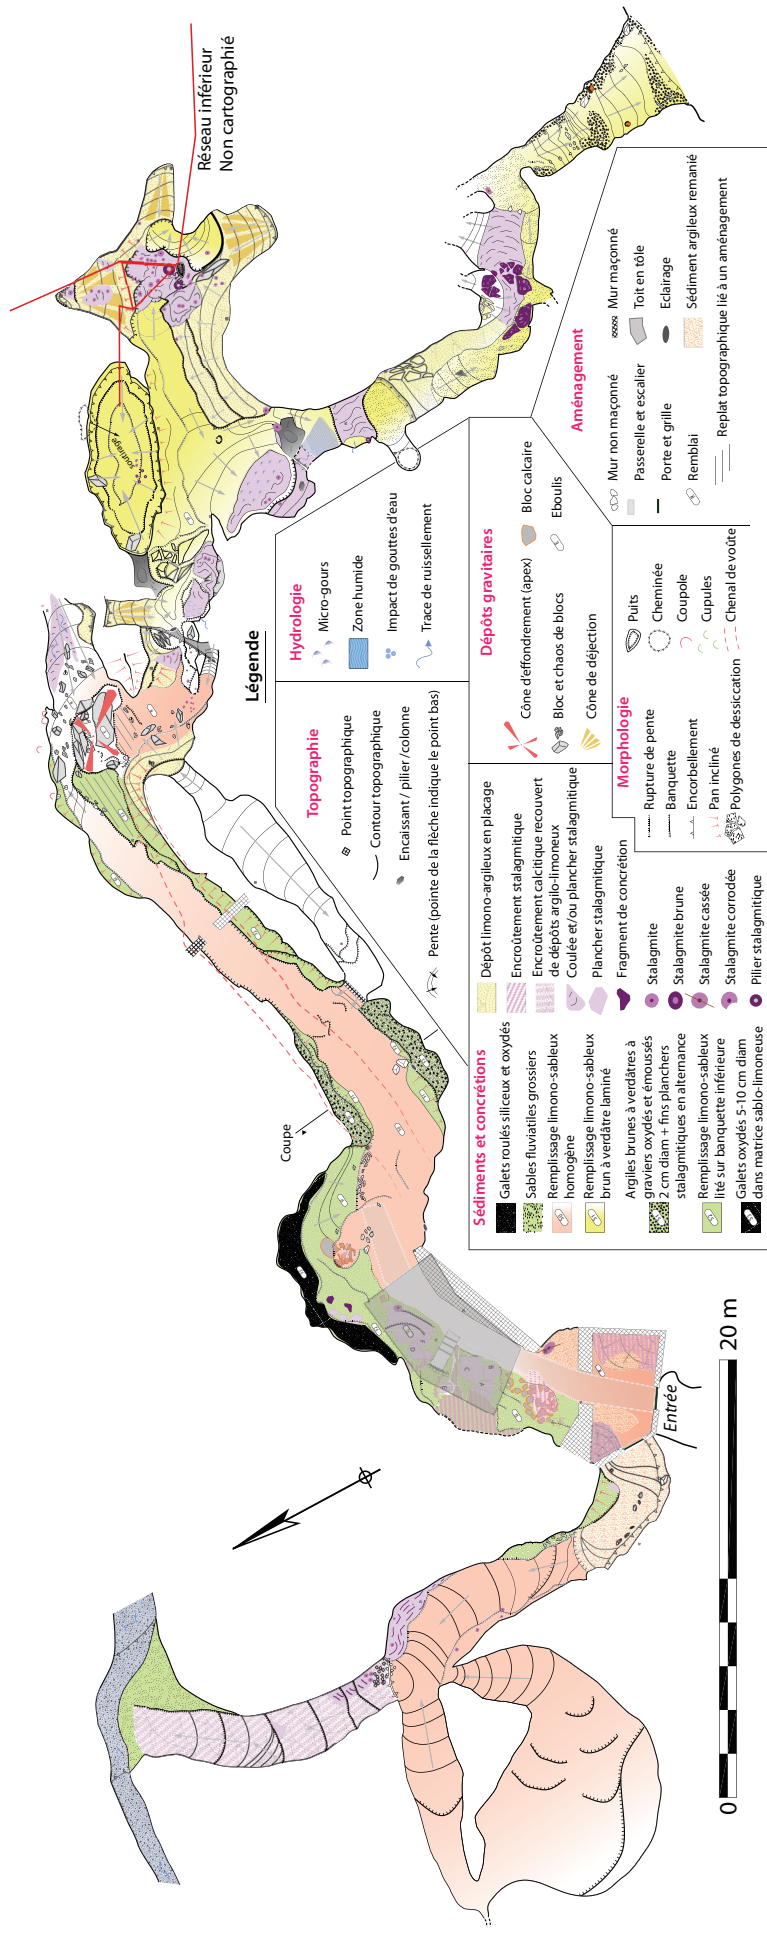 Réseau inférieur
Non cartographié
soutirage
Coupe
Entrée
0
20 m
Légende
Topographie
Point topographique
Contour topographique
Encaissant / pilier /colonne
Pente (pointe de la flèche indique le point bas)
Hydrologie
Micro-gours
Zone humide
Impact de gouttes d'eau
Trace de ruissellement
Sédiments et concrétions
Galets roulés siliceux et oxydés
Sables fluviatiles grossiers
Remplissage limono-sableux
homogène
Remplissage limono-sableux
brun à verdâtre laminé
Argiles brunes à verdâtres à
graviers oxydés et émoussés
2 cm diam + fins planchers
stalagmitiques en alternance
Remplissage limono-sableux
lité sur banquette inférieure
Galets oxydés 5-10 cm diam
dans matrice sablo-limoneuse
Dépôt limono-argileux en placage
Encroûtement stalagmitique
Encroûtement calcitique recouvert
de dépôts argilo-limoneux
Coulée et/ou plancher stalagmitique
Plancher stalagmitique
Fragment de concrétion
Stalagmite
Stalagmite brune
Stalagmite cassée
Stalagmite corrodée
Pilier stalagmitique
Dépôts gravitaires
Cône d'effondrement (apex)
Bloc et chaos de blocs
Cône de déjection
Bloc calcaire
Eboulis
Morphologie
Rupture de pente
Banquette
Encorbellement
Pan incliné
Polygones de dessiccation
Puits
Cheminée
Coupole
Cupules
Chenal de voûte
Aménagement
Mur non maçonné
Passerelle et escalier
Porte et grille
Remblai
Mur maçonné
Toit en tôle
Eclairage
Sédiment argileux remanié
Replat topographique lié à un aménagement